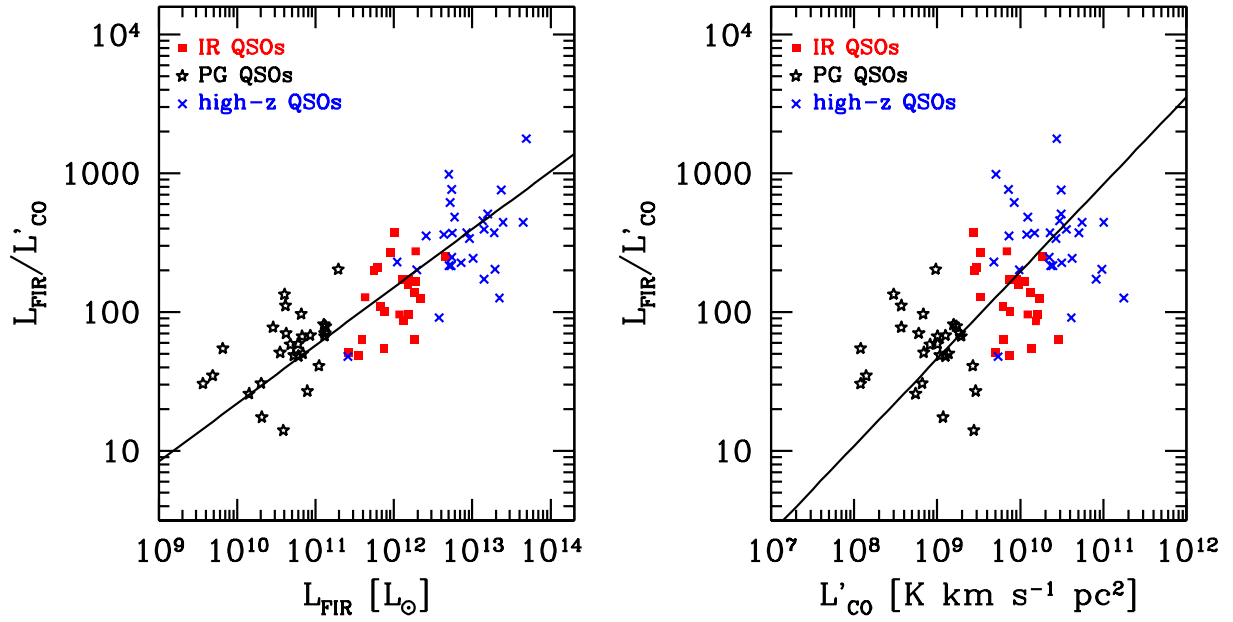 10⁴
1000
100
10
L_FIR/L'_CO
IR QSOs
PG QSOs
high-z QSOs
10⁹ 10¹⁰ 10¹¹ 10¹² 10¹³ 10¹⁴
L_FIR [L_⊙]
10⁴
1000
100
10
L_FIR/L'_CO
IR QSOs
PG QSOs
high-z QSOs
10⁷ 10⁸ 10⁹ 10¹⁰ 10¹¹ 10¹²
L'_CO [K km s⁻¹ pc²]